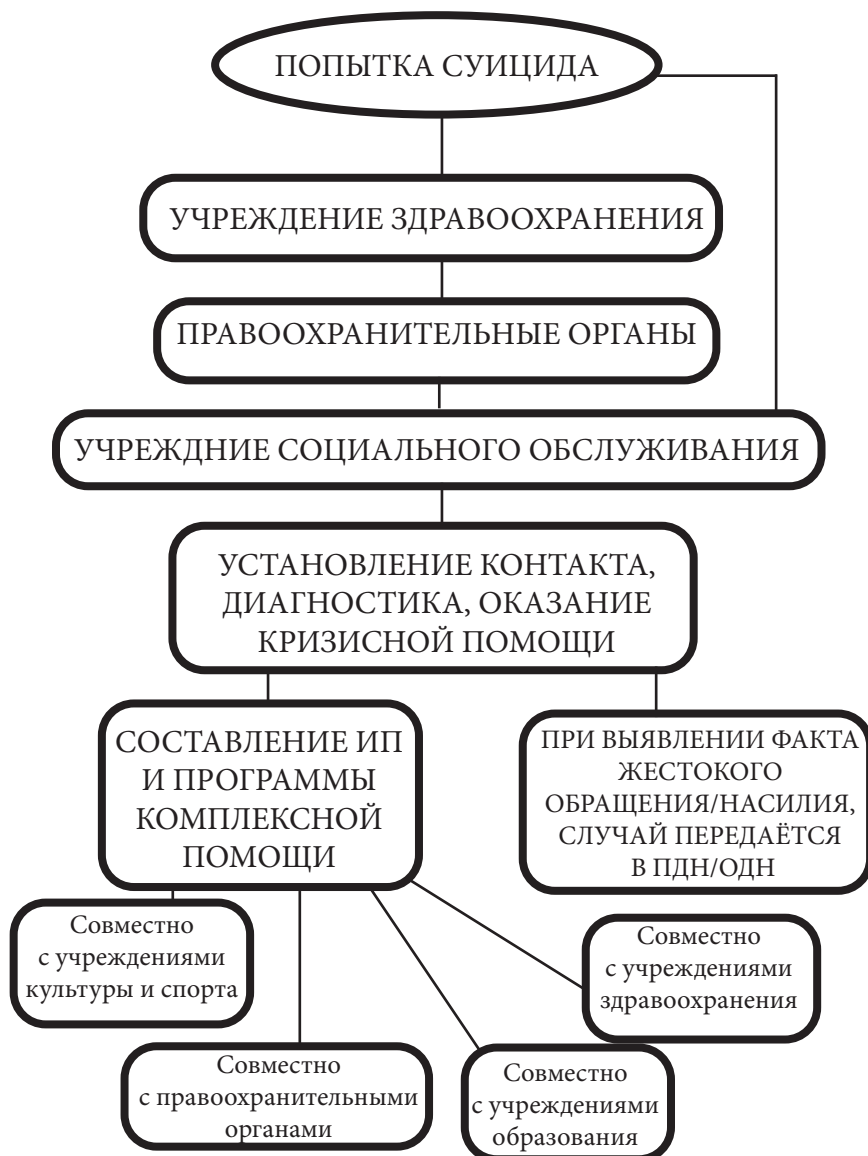 ПОПЫТКА СУИЦИДА
УЧРЕЖДЕНИЕ ЗДРАВООХРАНЕНИЯ
ПРАВООХРАНИТЕЛЬНЫЕ ОРГАНЫ
УЧРЕЖДНИЕ СОЦИАЛЬНОГО ОБСЛУЖИВАНИЯ
УСТАНОВЛЕНИЕ КОНТАКТА,
ДИАГНОСТИКА, ОКАЗАНИЕ
КРИЗИСНОЙ ПОМОЩИ
СОСТАВЛЕНИЕ ИП
И ПРОГРАММЫ
КОМПЛЕКСНОЙ
ПОМОЩИ
ПРИ ВЫЯВЛЕНИИ ФАКТА
ЖЕСТОКОГО
ОБРАЩЕНИЯ/НАСИЛИЯ,
СЛУЧАЙ ПЕРЕДАЁТСЯ
В ПДН/ОДН
Совместно
с учреждениями
культуры и спорта
Совместно
с правоохранительными
органами
Совместно
с учреждениями
образования
Совместно
с учреждениями
здравоохранения